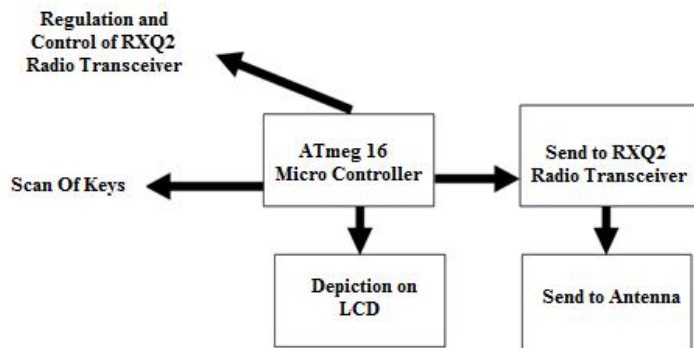 Regulation and
Control of RXQ2
Radio Transceiver
ATmeg 16
Micro Controller
Send to RXQ2
Radio Transceiver
Scan Of Keys
Depiction on
LCD
Send to Antenna